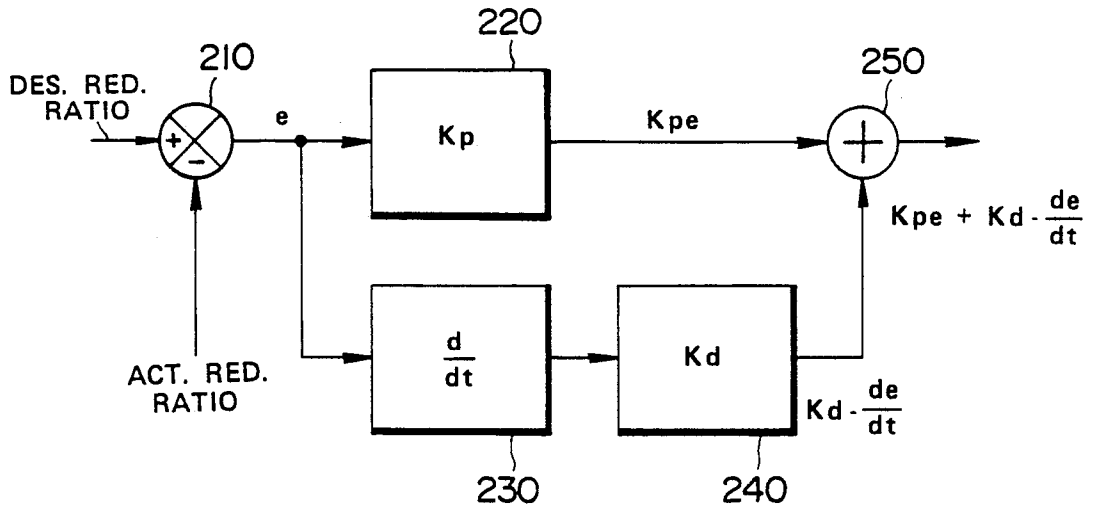 220
210
250
DES. RED.
RATIO
e
Kpe
+
Kp
+
−
Kpe + Kd-de/dt
d/dt
Kd
ACT. RED.
RATIO
Kd-de/dt
230
240